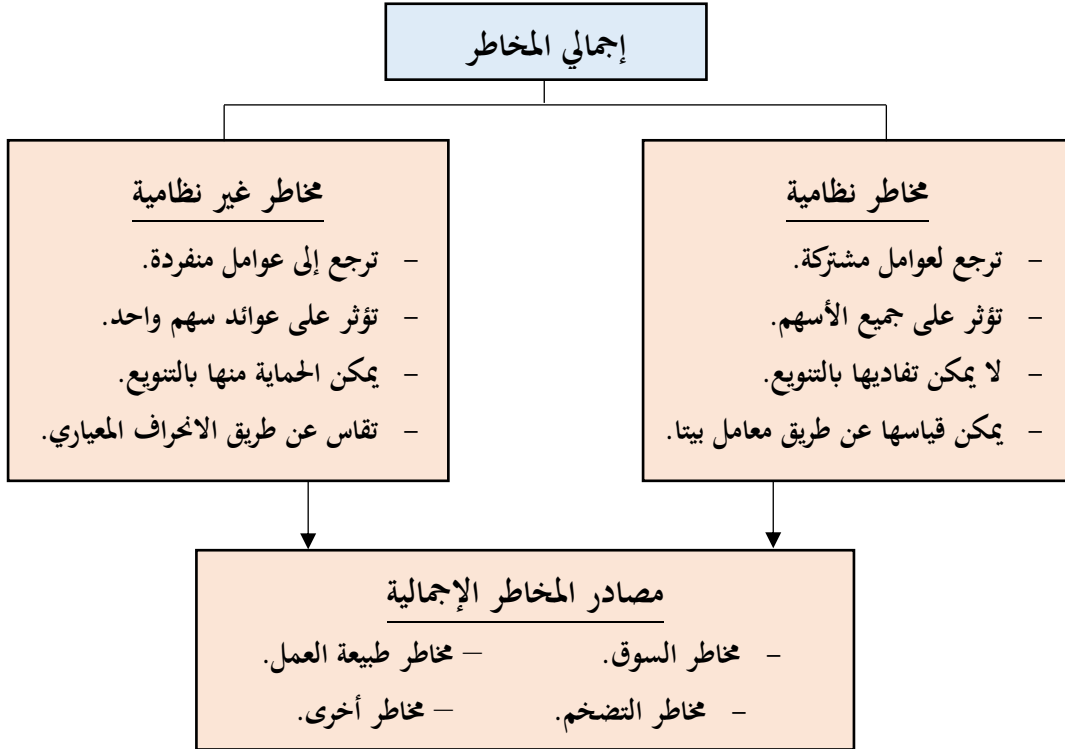 إجمالي المخاطر
مخاطر نظامية
- ترجع لعوامل مشتركة.
- تؤثر على جميع الأسهم.
- لا يمكن تفاديها بالتنويع.
- يمكن قياسها عن طريق معامل بيتا.
مخاطر غير نظامية
- ترجع إلى عوامل منفردة.
- تؤثر على عوائد سهم واحد.
- يمكن الحماية منها بالتنويع.
- تقاس عن طريق الانحراف المعياري.
مصادر المخاطر الإجمالية
- مخاطر السوق. – مخاطر طبيعة العمل.
- مخاطر التضخم. – مخاطر أخرى.